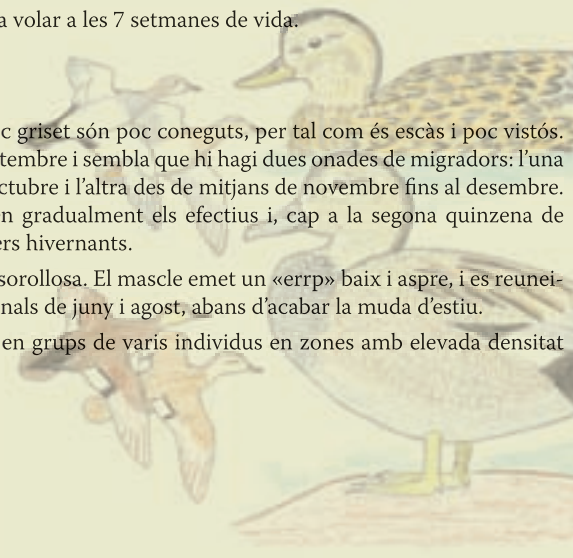 a volar a les 7 setmanes de vida.
c griset són poc coneguts, per tal com és escàs i poc vistós.
tembre i sembla que hi hagi dues onades de migradors: l’una
ctubre i l’altra des de mitjans de novembre fins al desembre.
n gradualment els efectius i, cap a la segona quinzena de
ers hivernants.
sorollosa. El mascle emet un «errp» baix i aspre, i es reunei-
nals de juny i agost, abans d’acabar la muda d’estiu.
en grups de varis individus en zones amb elevada densitat